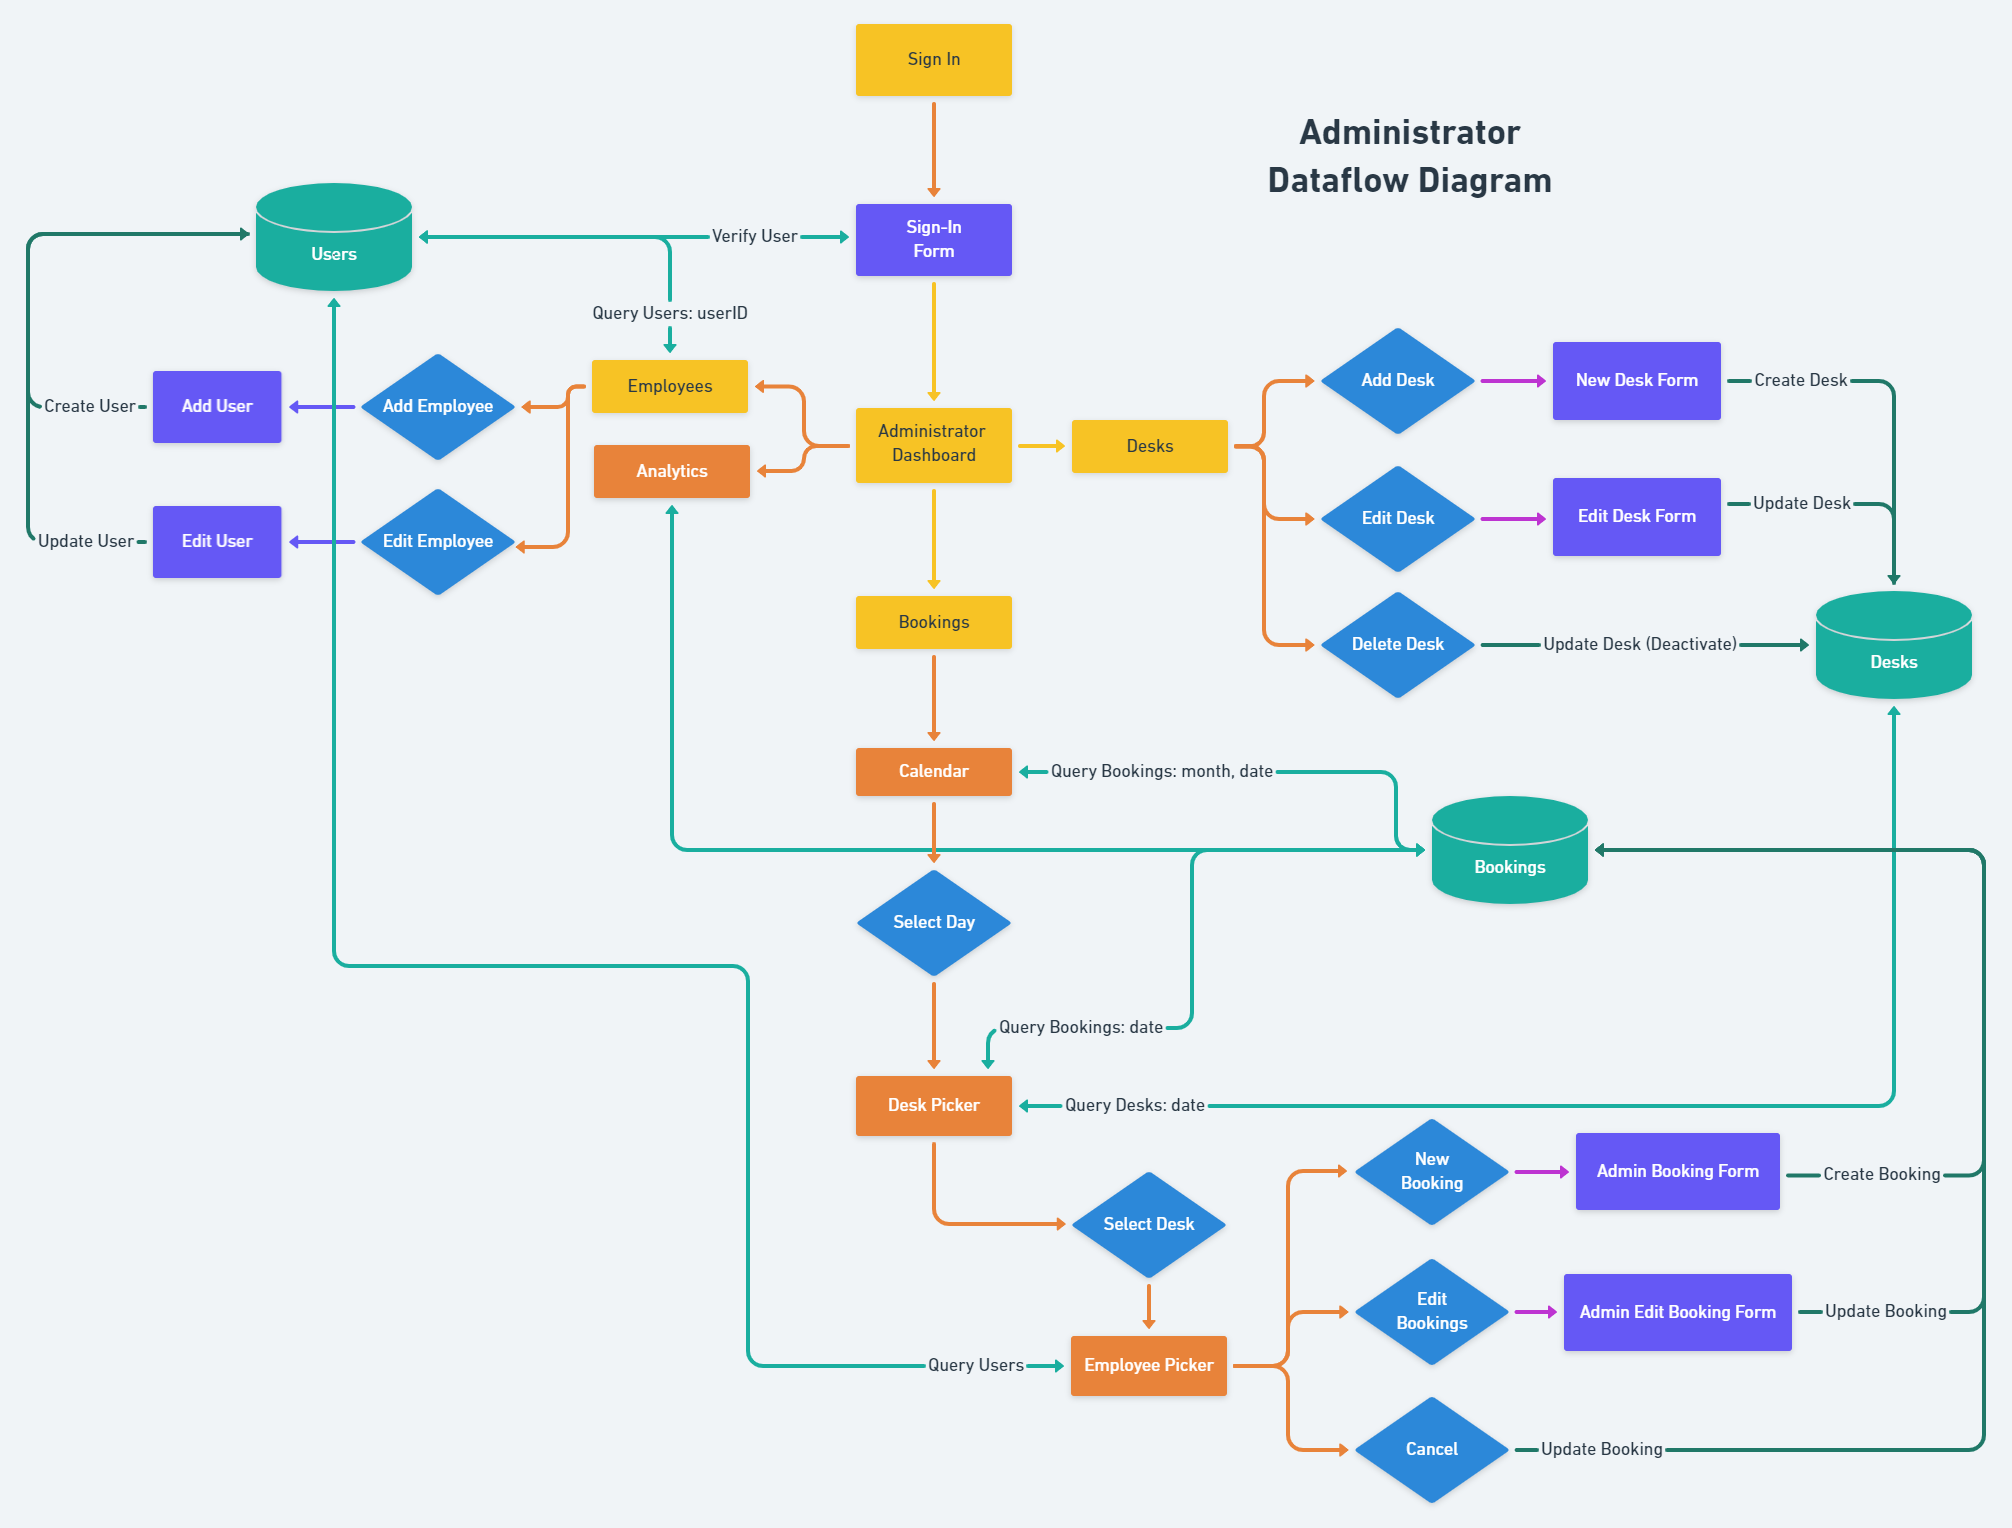 Sign In
Administrator
Dataflow Diagram
Users
Verify User
Sign-In
Form
Query Users: userID
Employees
Analytics
Administrator
Dashboard
Desks
Create User
Add User
Add Employee
Update User
Edit User
Edit Employee
Add Desk
New Desk Form
Create Desk
Edit Desk
Edit Desk Form
Update Desk
Delete Desk
Update Desk (Deactivate)
Desks
Bookings
Calendar
Query Bookings: month, date
Bookings
Select Day
Query Bookings: date
Desk Picker
Query Desks: date
Select Desk
New
Booking
Admin Booking Form
Create Booking
Edit
Bookings
Admin Edit Booking Form
Update Booking
Query Users
Employee Picker
Cancel
Update Booking